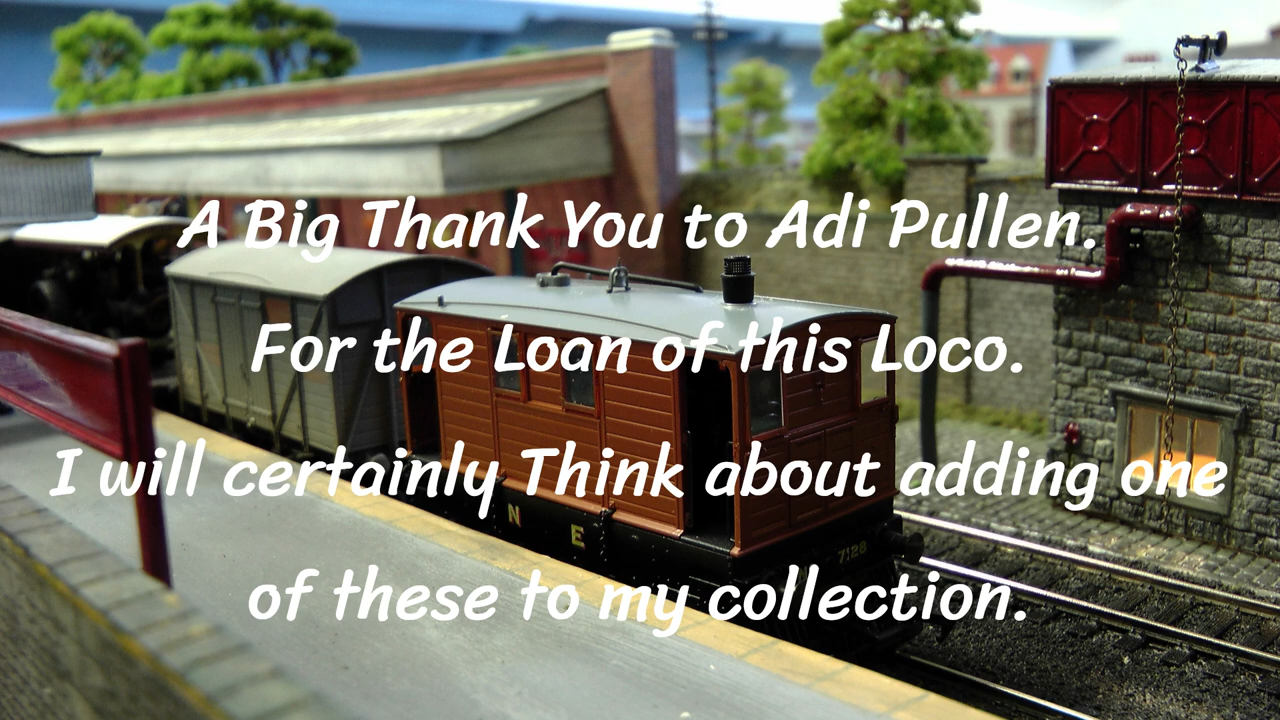 A Big Thank You to Adi Pullen.
For the Loan of this Loco.
I will certainly Think about adding one
of these to my collection.
N E
7128